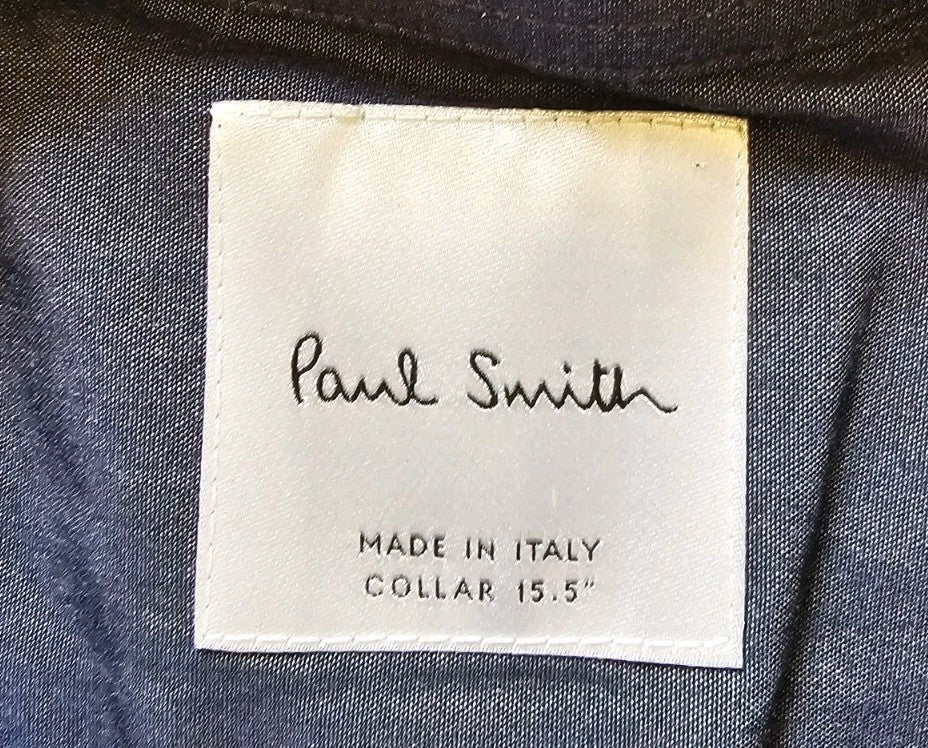 Paul Smith
MADE IN ITALY
COLLAR 15.5"